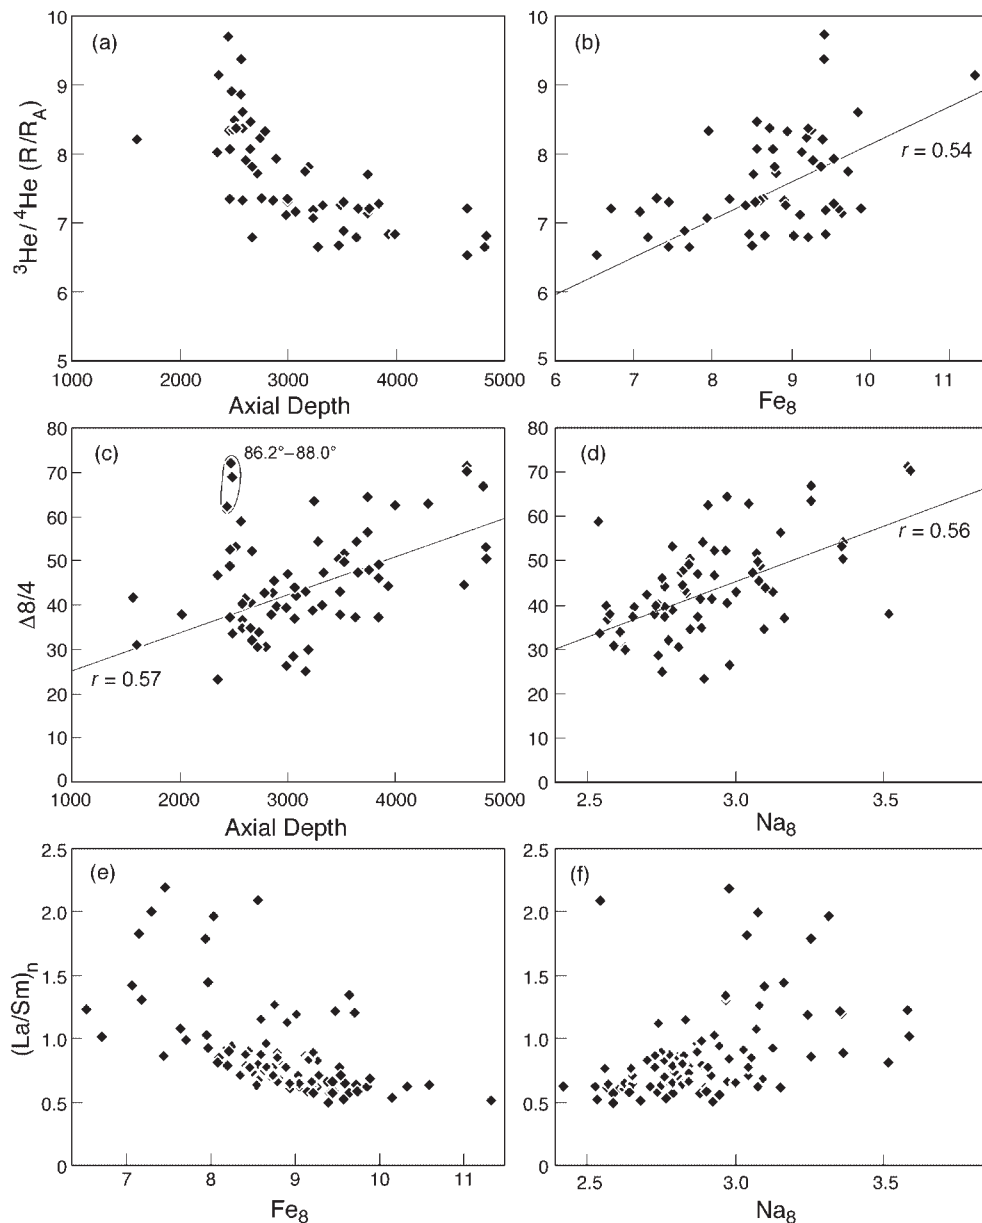 (a)
10
9
8
7
6
5
³He/⁴He (R/R_A)
1000 2000 3000 4000 5000
Axial Depth
(b)
10
9
8
7
6
5
r = 0.54
6 7 8 9 10 11
Fe₈
(c)
86.2°–88.0°
80
70
60
50
40
30
20
10
0
Δ8/4
r = 0.57
1000 2000 3000 4000 5000
Axial Depth
(d)
80
70
60
50
40
30
20
10
0
r = 0.56
2.5 3.0 3.5
Na₈
(e)
2.5
2.0
1.5
1.0
0.5
0
(La/Sm)ₙ
7 8 9 10 11
Fe₈
(f)
2.5
2.0
1.5
1.0
0.5
0
2.5 3.0 3.5
Na₈